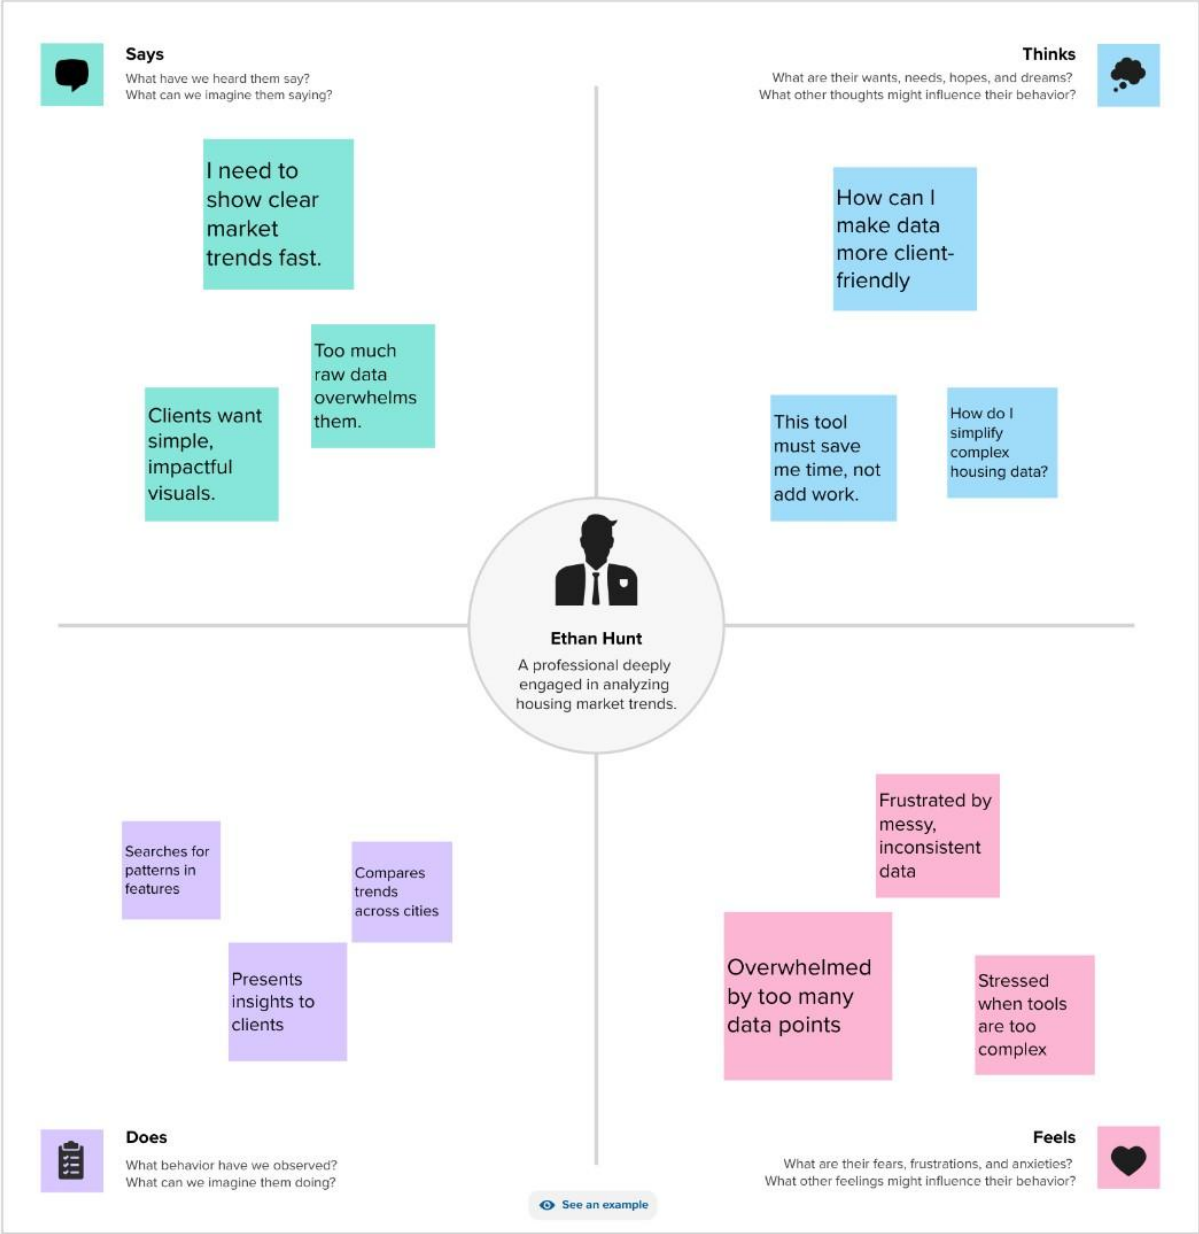 Says
What have we heard them say?
What can we imagine them saying?
I need to
show clear
market
trends fast.
Too much
raw data
overwhelms
them.
Clients want
simple,
impactful
visuals.
Thinks
What are their wants, needs, hopes, and dreams?
What other thoughts might influence their behavior?
How can I
make data
more client-
friendly
This tool
must save
me time, not
add work.
How do I
simplify
complex
housing data?
Ethan Hunt
A professional deeply
engaged in analyzing
housing market trends.
Searches for
patterns in
features
Compares
trends
across cities
Presents
insights to
clients
Does
What behavior have we observed?
What can we imagine them doing?
Frustrated by
messy,
inconsistent
data
Overwhelmed
by too many
data points
Stressed
when tools
are too
complex
Feels
What are their fears, frustrations, and anxieties?
What other feelings might influence their behavior?
See an example